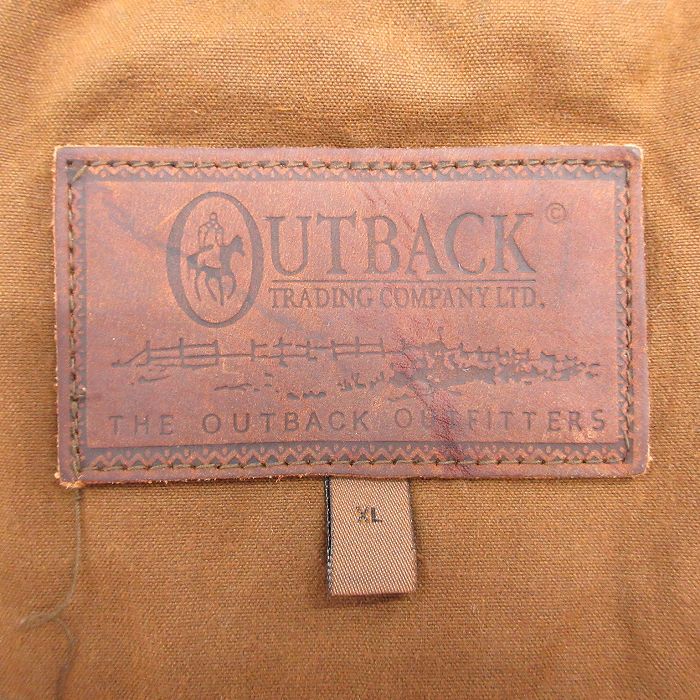 OUTBACK ©
TRADING COMPANY LTD.
THE OUTBACK OUTFITTERS
XL